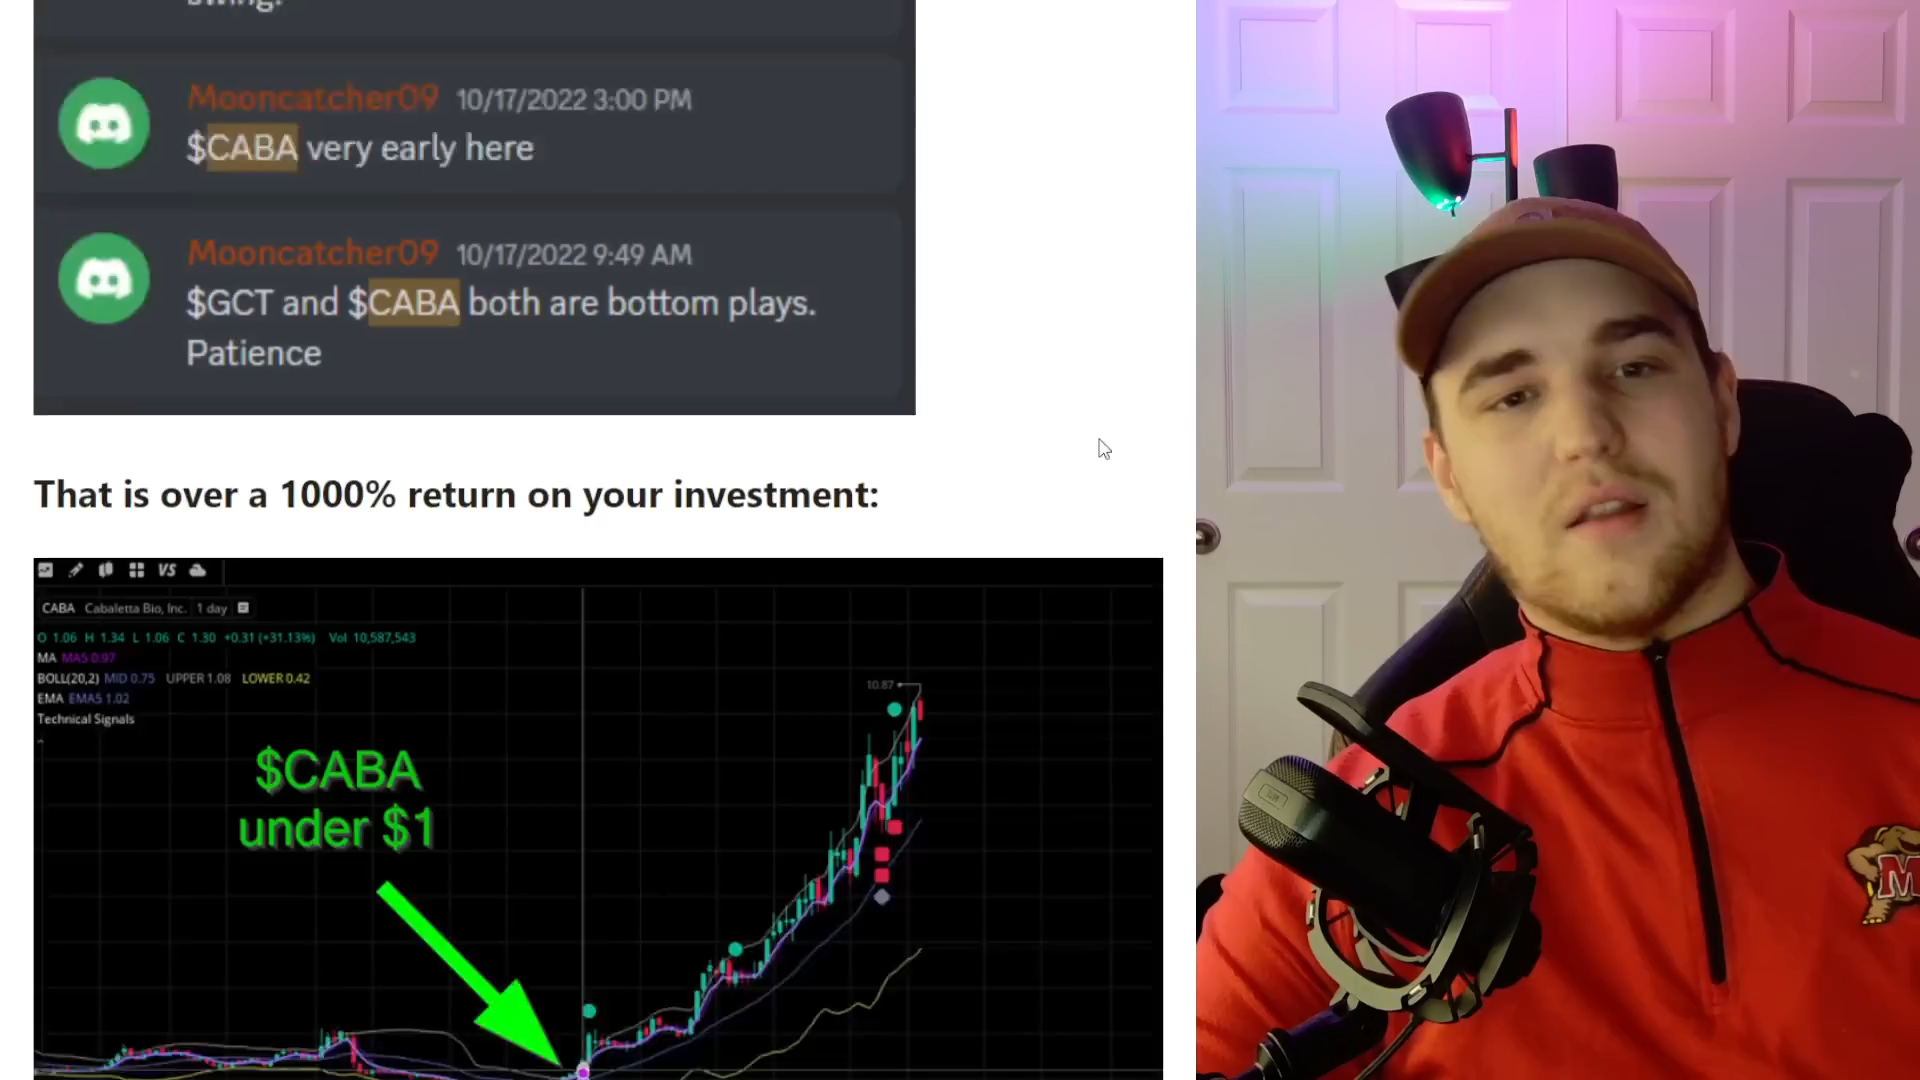 swing!
Mooncatcher09 10/17/2022 3:00 PM
$CABA very early here
Mooncatcher09 10/17/2022 9:49 AM
$GCT and $CABA both are bottom plays.
Patience
That is over a 1000% return on your investment:
VS
CABA Cabaletta Bio, Inc. 1 day
O 1.06 H 1.34 L 1.06 C 1.30 +0.31 (+31.13%) Vol 10,587,543
MA MA5 0.97
BOLL(20,2) MID 0.75 UPPER 1.08 LOWER 0.42
EMA EMA5 1.02
Technical Signals
10.87
$CABA
under $1
M